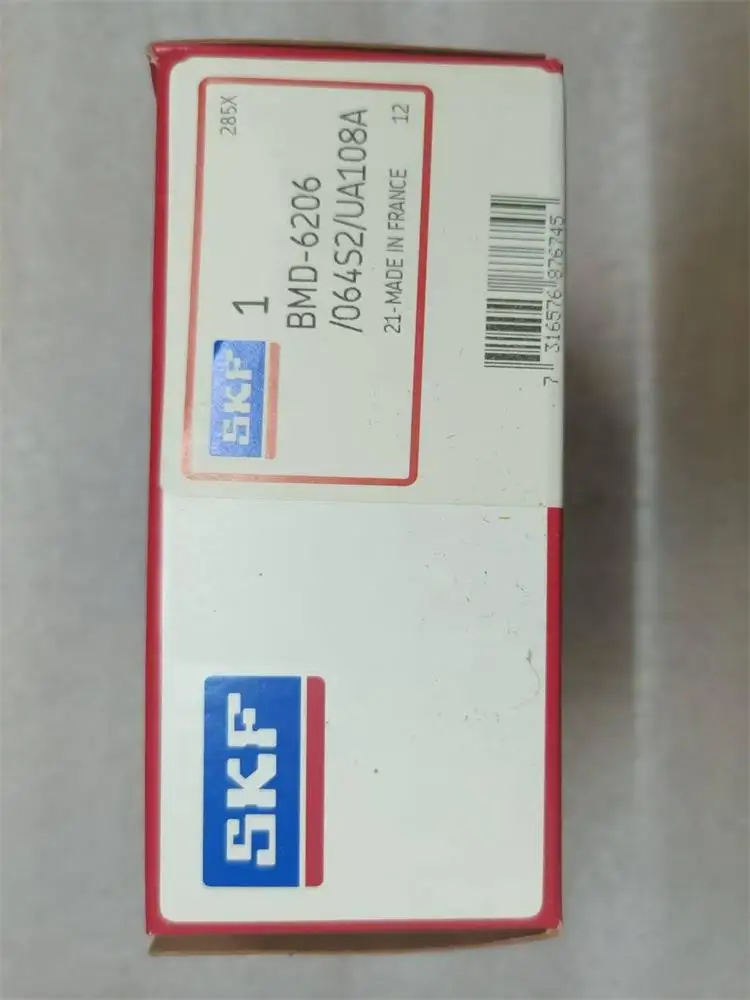 285X
SKF 1
BMD-6206
/064S2/UA108A
21-MADE IN FRANCE 12
7 316576 876745
SKF